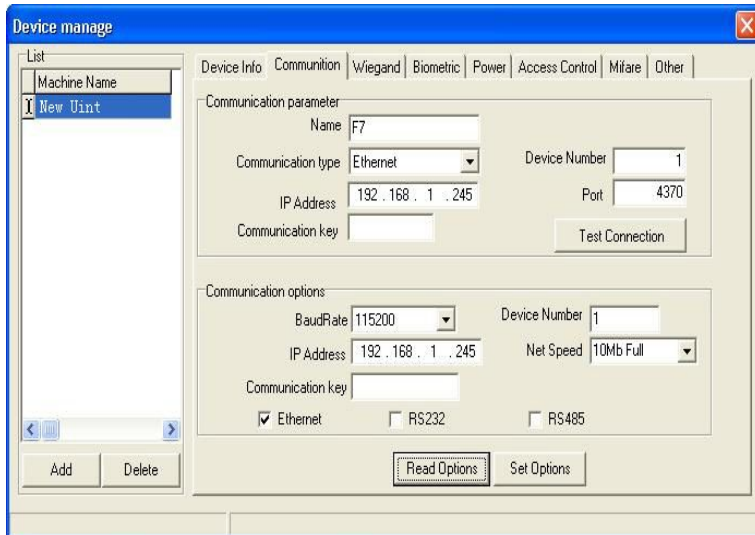 Device manage
List
Machine Name
New Uint
Add Delete
Device Info Communition Wiegand Biometric Power Access Control Mifare Other
Communication parameter
Name F7
Communication type Ethernet Device Number 1
IP Address 192 . 168 . 1 . 245 Port 4370
Communication key Test Connection
Communication options
BaudRate 115200 Device Number 1
IP Address 192 . 168 . 1 . 245 Net Speed 10Mb Full
Communication key
Ethernet RS232 RS485
Read Options Set Options